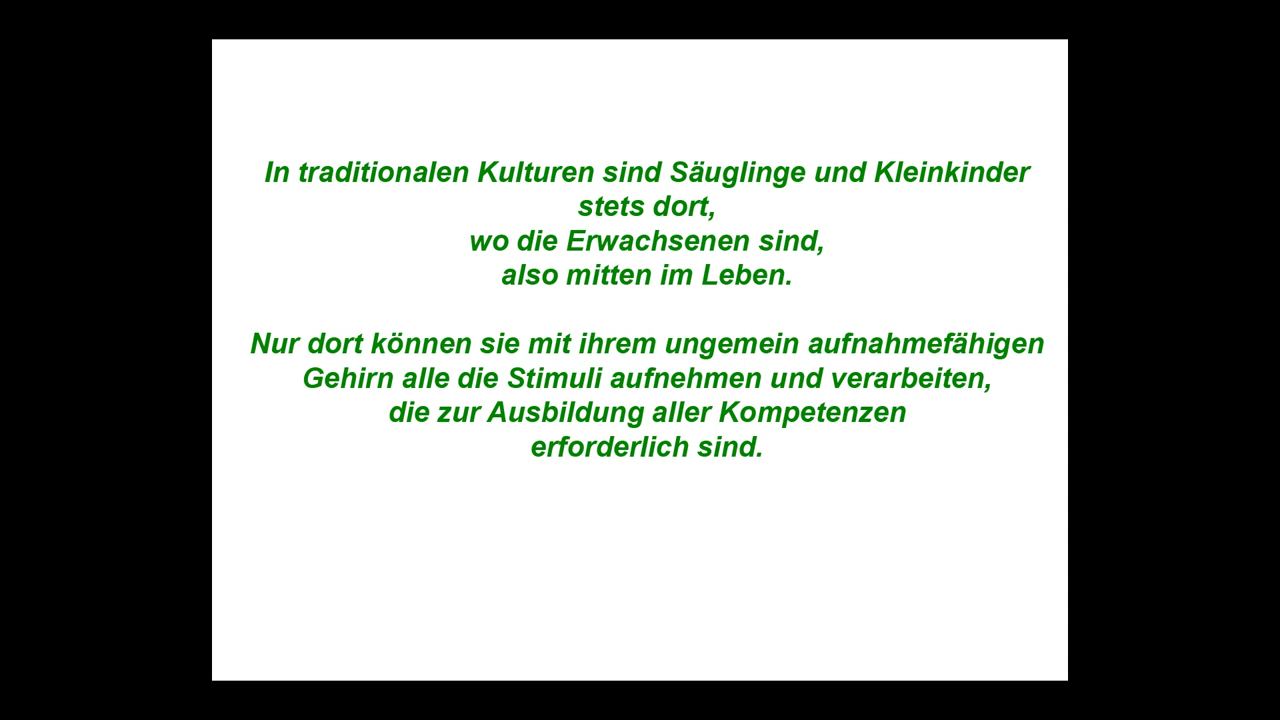 In traditionalen Kulturen sind Säuglinge und Kleinkinder
stets dort,
wo die Erwachsenen sind,
also mitten im Leben.
Nur dort können sie mit ihrem ungemein aufnahmefähigen
Gehirn alle die Stimuli aufnehmen und verarbeiten,
die zur Ausbildung aller Kompetenzen
erforderlich sind.